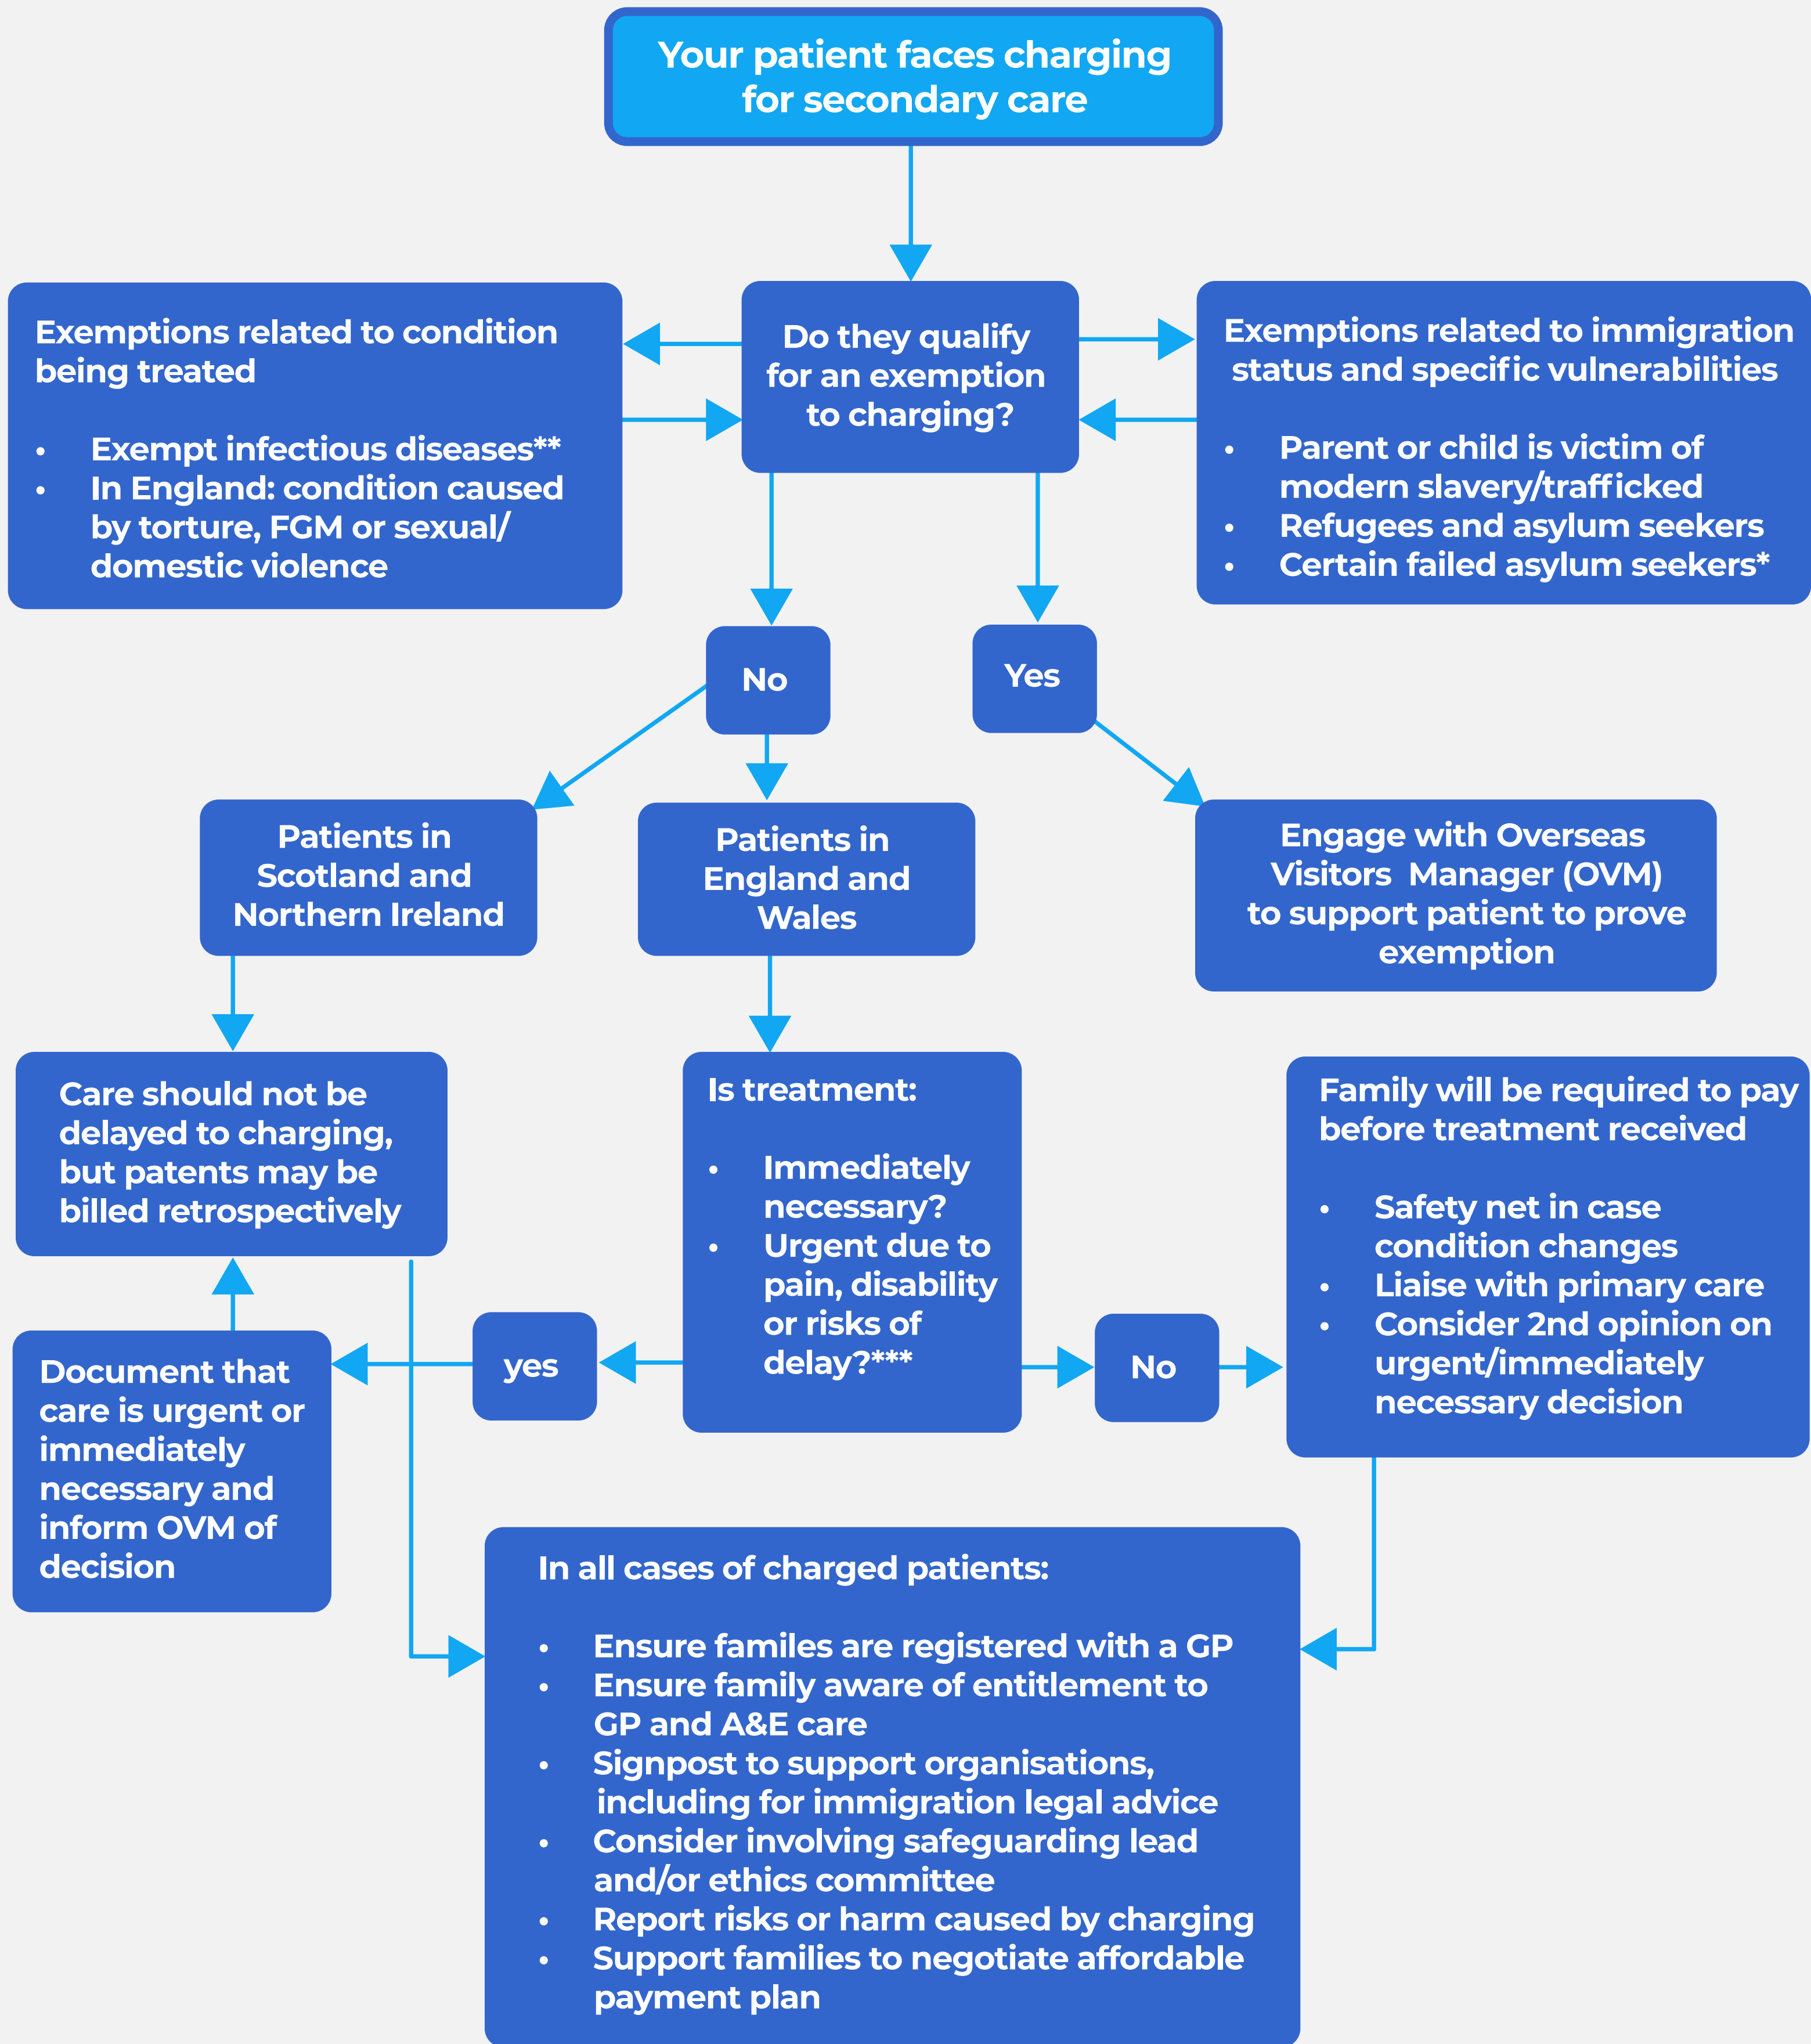 Your patient faces charging
for secondary care
Exemptions related to condition
being treated
• Exempt infectious diseases**
• In England: condition caused
by torture, FGM or sexual/
domestic violence
Do they qualify
for an exemption
to charging?
Exemptions related to immigration
status and specific vulnerabilities
• Parent or child is victim of
modern slavery/trafficked
• Refugees and asylum seekers
• Certain failed asylum seekers*
No
Yes
Patients in
Scotland and
Northern Ireland
Patients in
England and
Wales
Engage with Overseas
Visitors Manager (OVM)
to support patient to prove
exemption
Care should not be
delayed to charging,
but patents may be
billed retrospectively
Is treatment:
• Immediately
necessary?
• Urgent due to
pain, disability
or risks of
delay?***
Family will be required to pay
before treatment received
• Safety net in case
condition changes
• Liaise with primary care
• Consider 2nd opinion on
urgent/immediately
necessary decision
yes
No
Document that
care is urgent or
immediately
necessary and
inform OVM of
decision
In all cases of charged patients:
• Ensure familes are registered with a GP
• Ensure family aware of entitlement to
GP and A&E care
• Signpost to support organisations,
including for immigration legal advice
• Consider involving safeguarding lead
and/or ethics committee
• Report risks or harm caused by charging
• Support families to negotiate affordable
payment plan